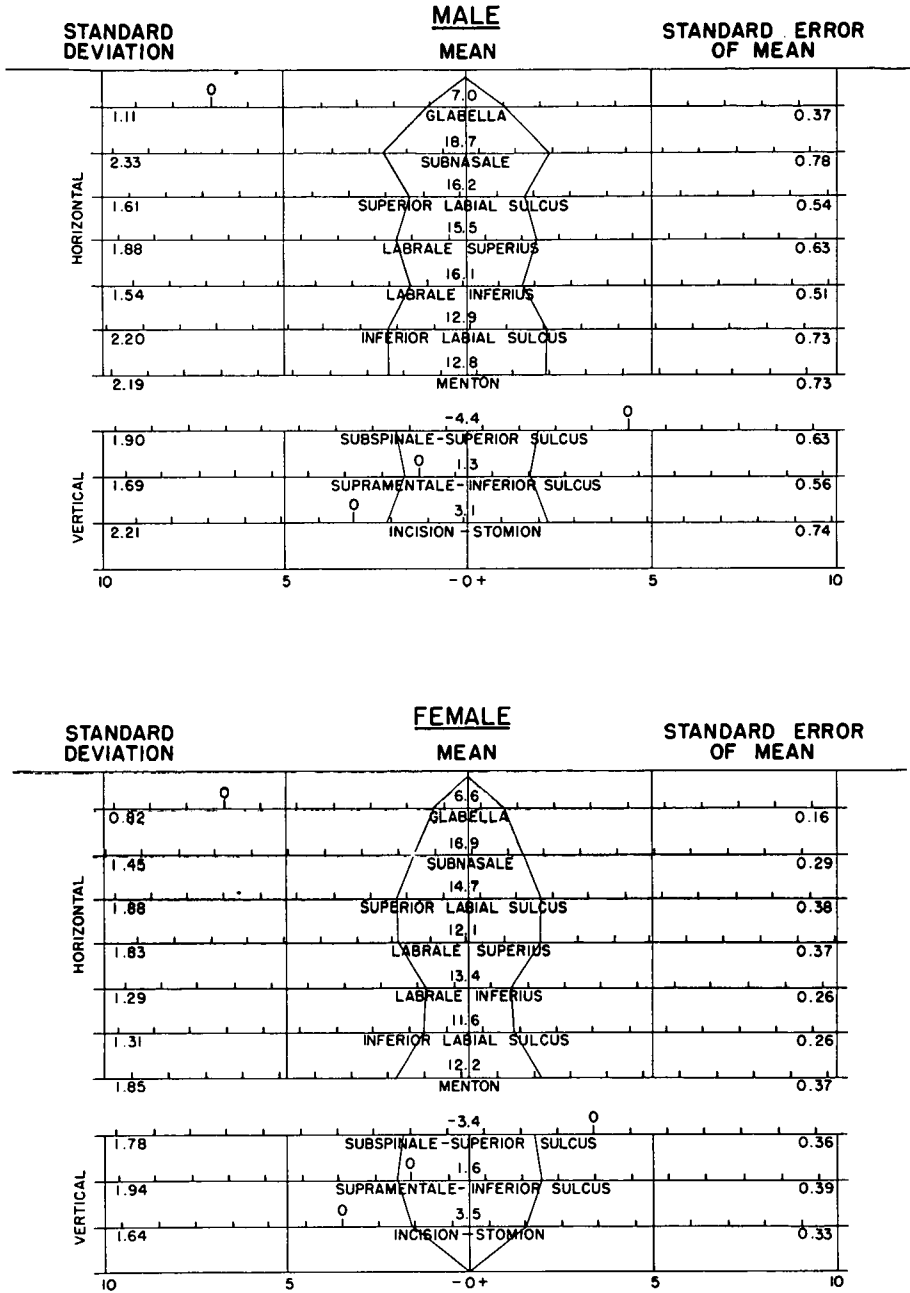 MALE
STANDARD DEVIATION MEAN STANDARD ERROR OF MEAN
HORIZONTAL
O
7.0
1.11 GLABELLA 0.37
18.7
2.33 SUBNASALE 0.78
16.2
1.61 SUPERIOR LABIAL SULCUS 0.54
15.5
1.88 LABRALE SUPERIUS 0.63
16.1
1.54 LABRALE INFERIUS 0.51
12.9
2.20 INFERIOR LABIAL SULCUS 0.73
12.8
2.19 MENTON 0.73
VERTICAL
-4.4 O
1.90 SUBSPINALE-SUPERIOR SULCUS 0.63
O 1.3
1.69 SUPRAMENTALE-INFERIOR SULCUS 0.56
O 3.1
2.21 INCISION-STOMION 0.74
10 5 -0+ 5 10
FEMALE
STANDARD DEVIATION MEAN STANDARD ERROR OF MEAN
HORIZONTAL
O
6.6
0.82 GLABELLA 0.16
16.9
1.45 SUBNASALE 0.29
14.7
1.88 SUPERIOR LABIAL SULCUS 0.38
12.1
1.83 LABRALE SUPERIUS 0.37
13.4
1.29 LABRALE INFERIUS 0.26
11.6
1.31 INFERIOR LABIAL SULCUS 0.26
12.2
1.85 MENTON 0.37
VERTICAL
-3.4 O
1.78 SUBSPINALE-SUPERIOR SULCUS 0.36
O 1.6
1.94 SUPRAMENTALE-INFERIOR SULCUS 0.39
O 3.5
1.64 INCISION-STOMION 0.33
10 5 -0+ 5 10